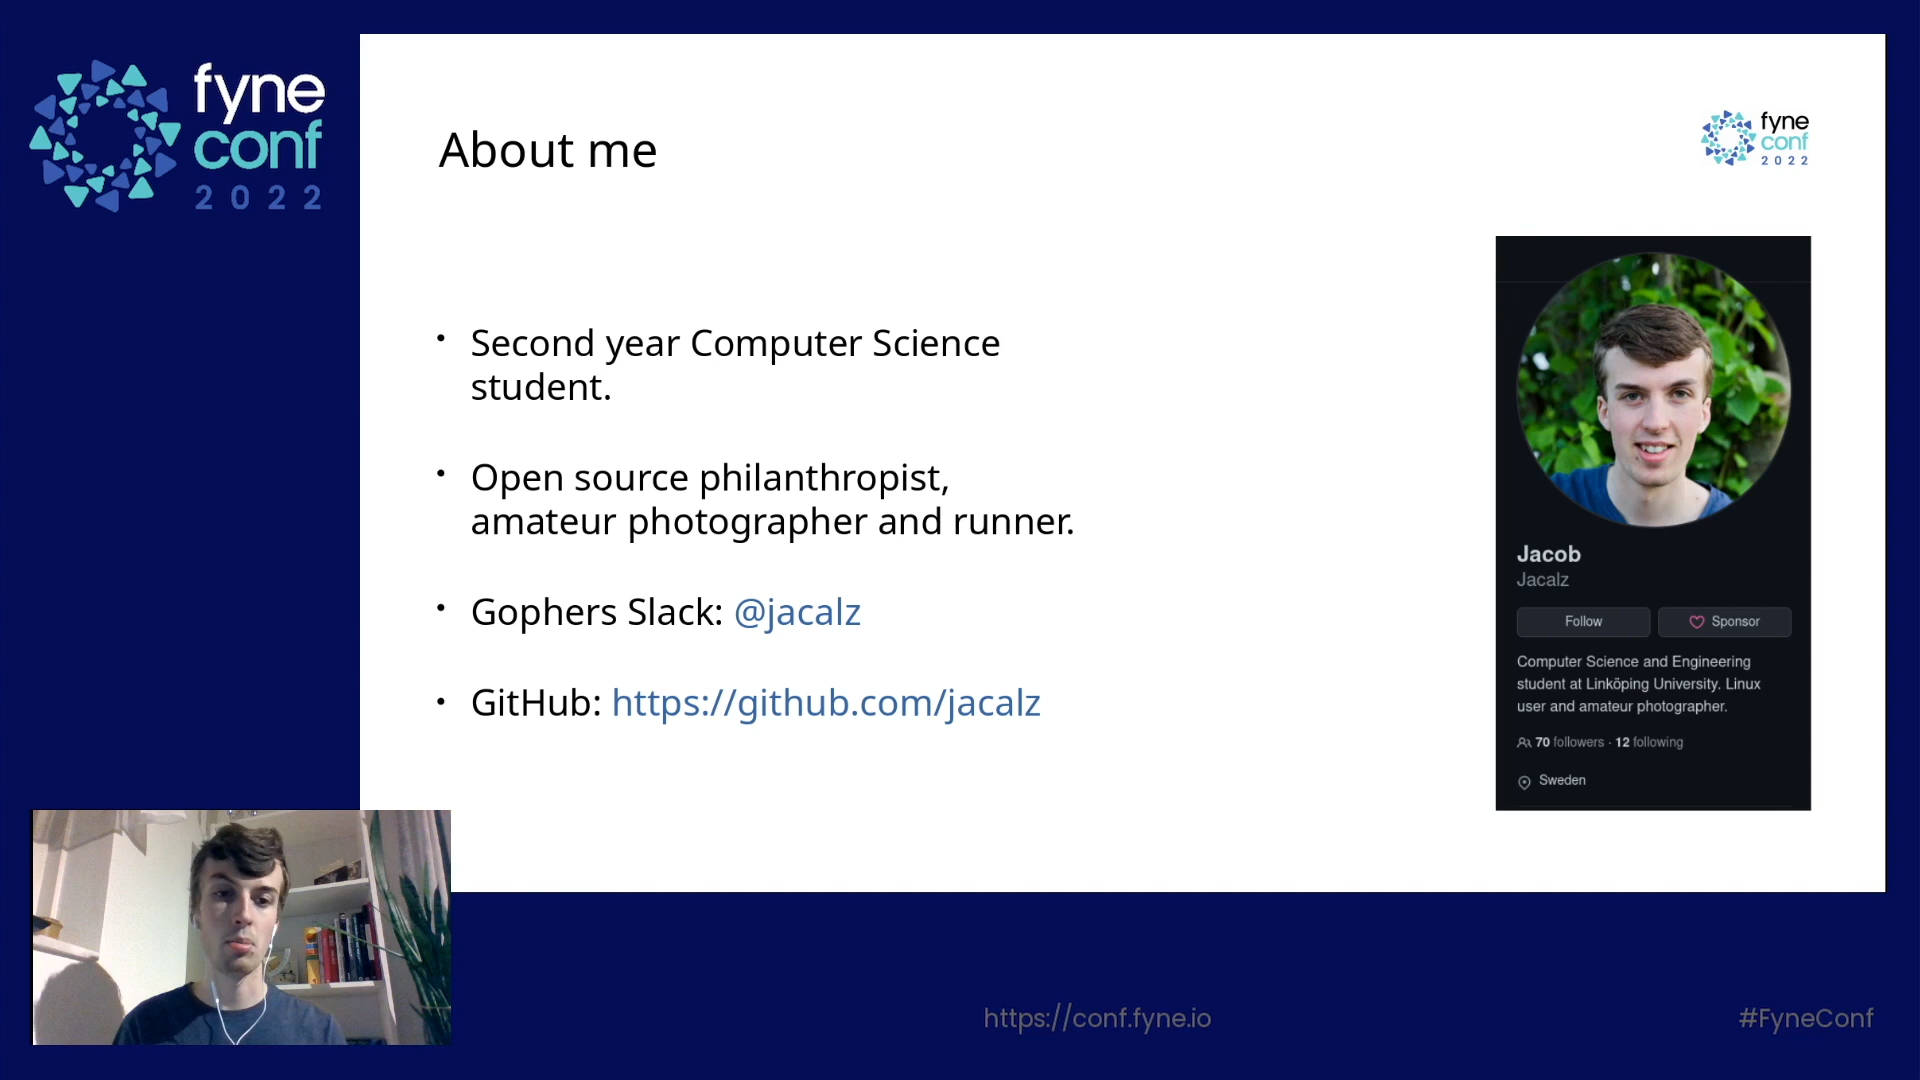 fyne
conf
2022
About me
fyne
conf
2022
• Second year Computer Science
student.
• Open source philanthropist,
amateur photographer and runner.
• Gophers Slack: @jacalz
• GitHub: https://github.com/jacalz
Jacob
Jacalz
Follow
Sponsor
Computer Science and Engineering
student at Linköping University. Linux
user and amateur photographer.
70 followers · 12 following
Sweden
https://conf.fyne.io
#FyneConf